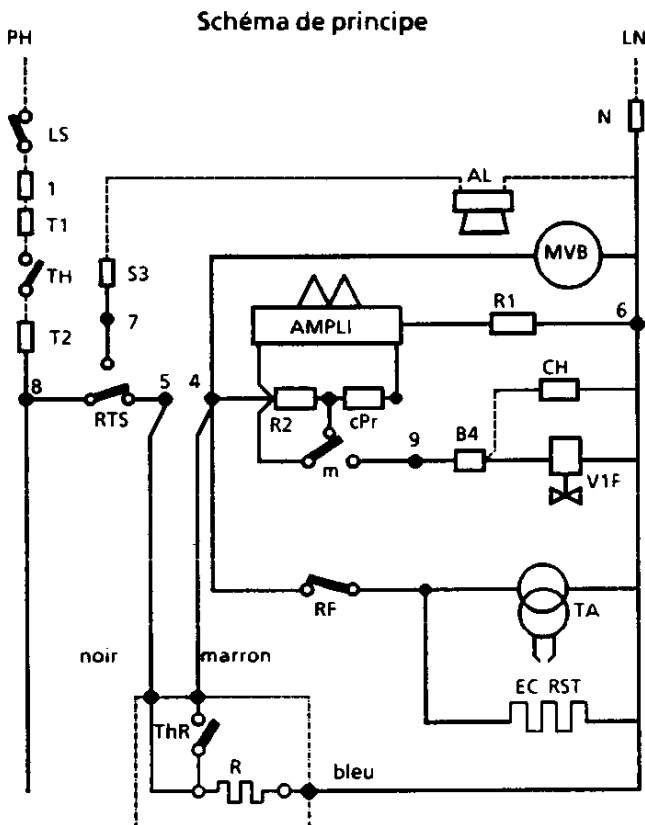 Schéma de principe
PH
LN
LS
N
1
AL
T1
MVB
TH
S3
R1
6
7
AMPLI
T2
CH
8
5
4
RTS
R2
cPr
9
B4
m
V1F
RF
TA
noir
marron
EC RST
ThR
R
bleu